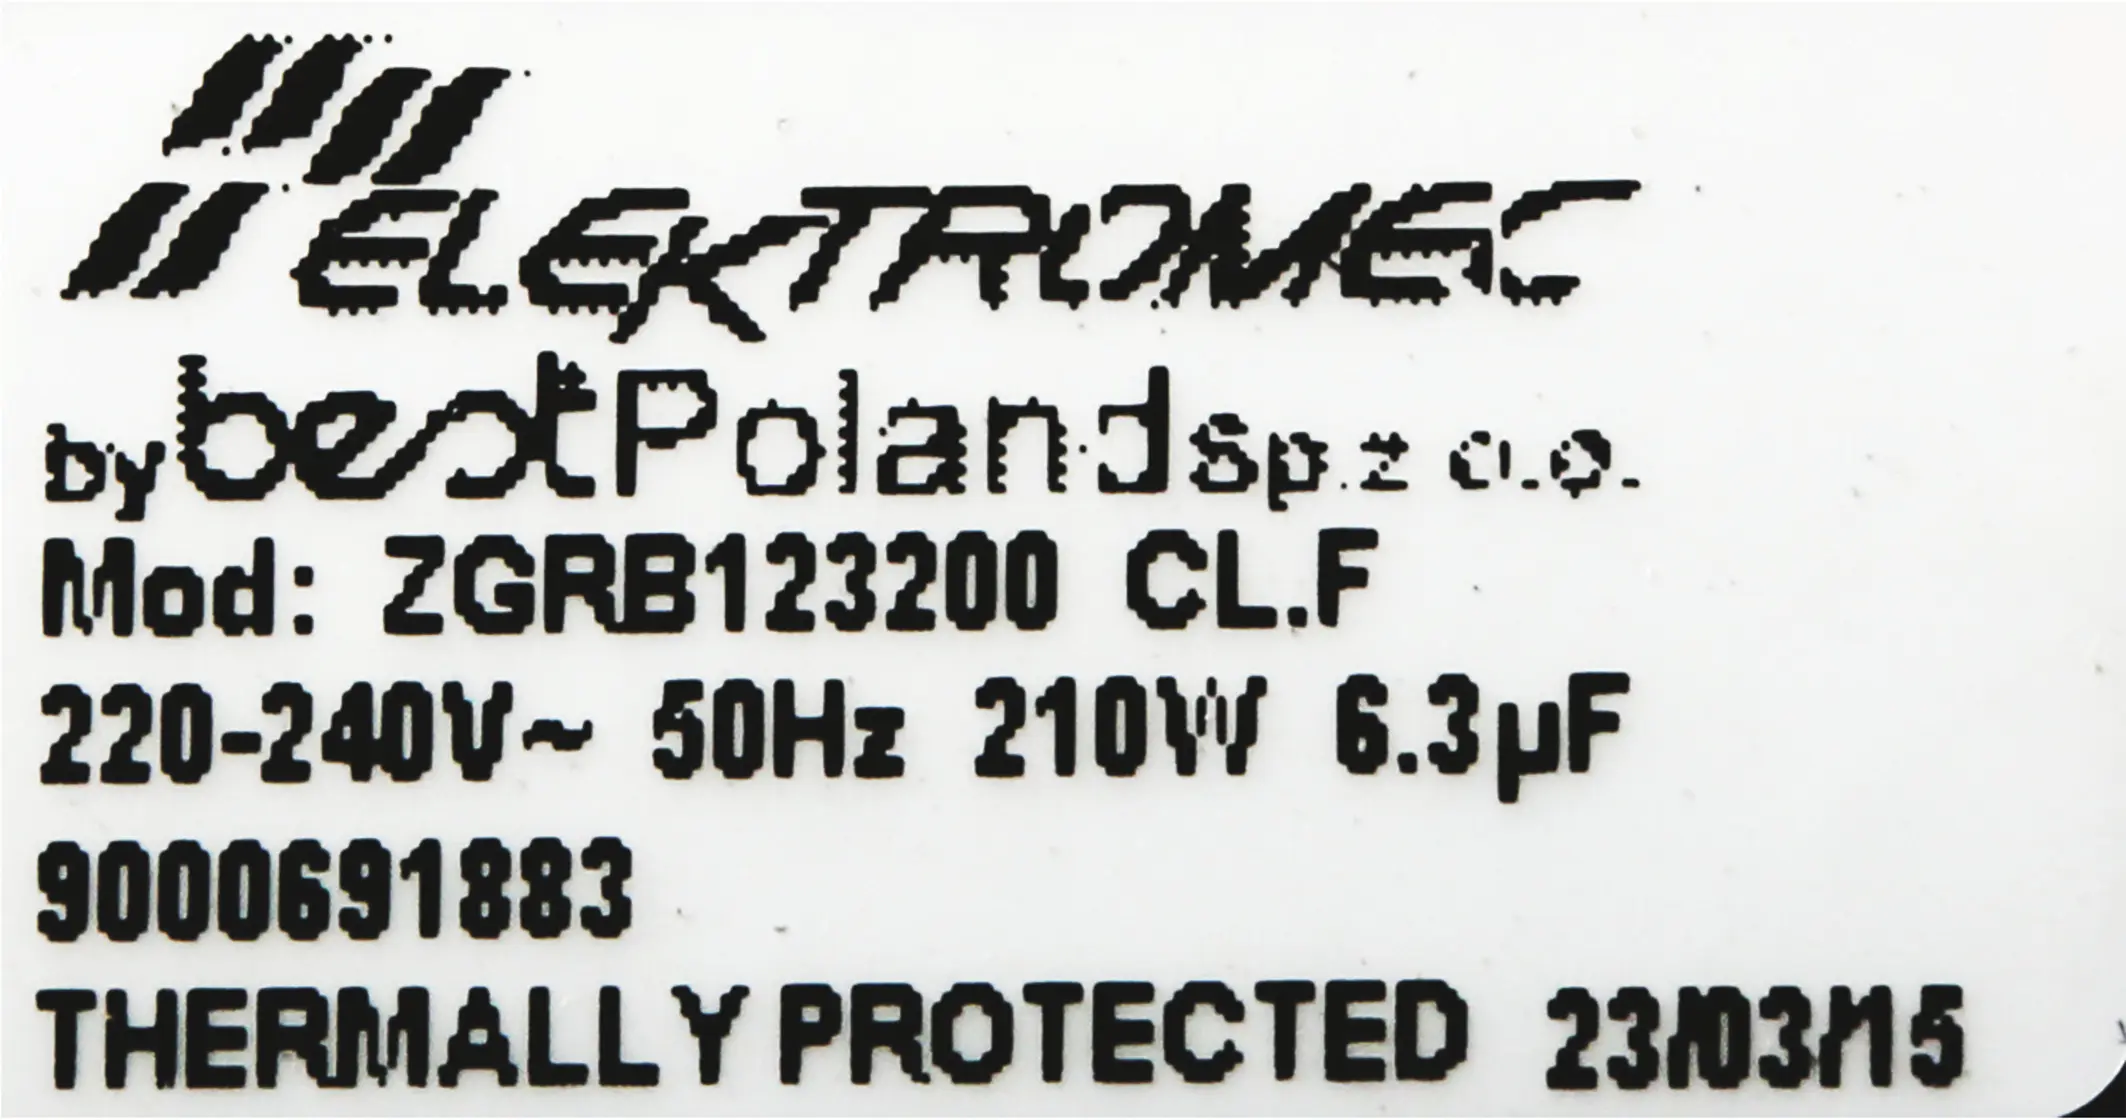 ELEKTROMEC
by best Poland sp. z o.o.
Mod: ZGRB123200 CL.F
220-240V~ 50Hz 210W 6.3µF
9000691883
THERMALLY PROTECTED 23/03/15